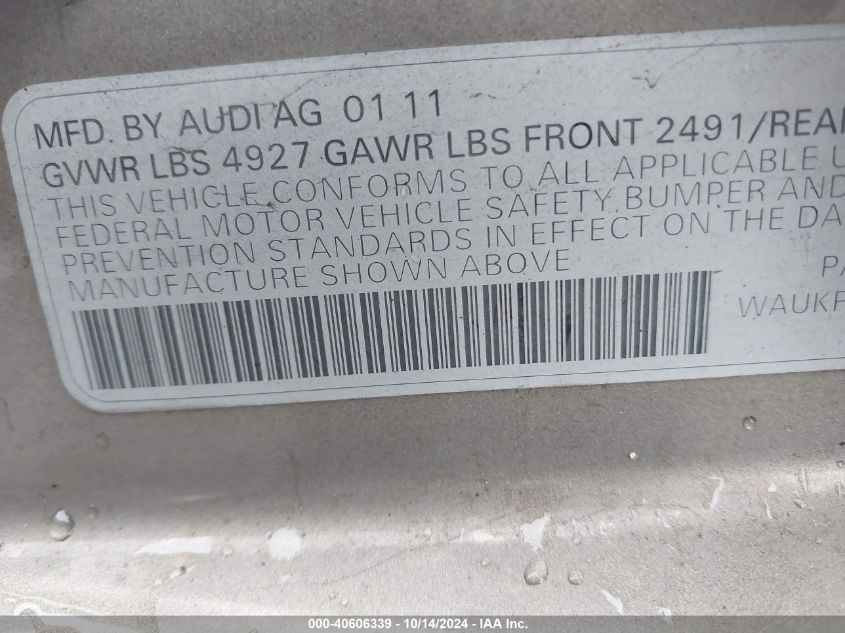 MFD. BY AUDI AG 01 11
GVWR LBS 4927 GAWR LBS FRONT 2491/REA
THIS VEHICLE CONFORMS TO ALL APPLICABLE U
FEDERAL MOTOR VEHICLE SAFETY, BUMPER AND
PREVENTION STANDARDS IN EFFECT ON THE DA
MANUFACTURE SHOWN ABOVE
PA
WAUKF
000-40606339 - 10/14/2024 - IAA Inc.